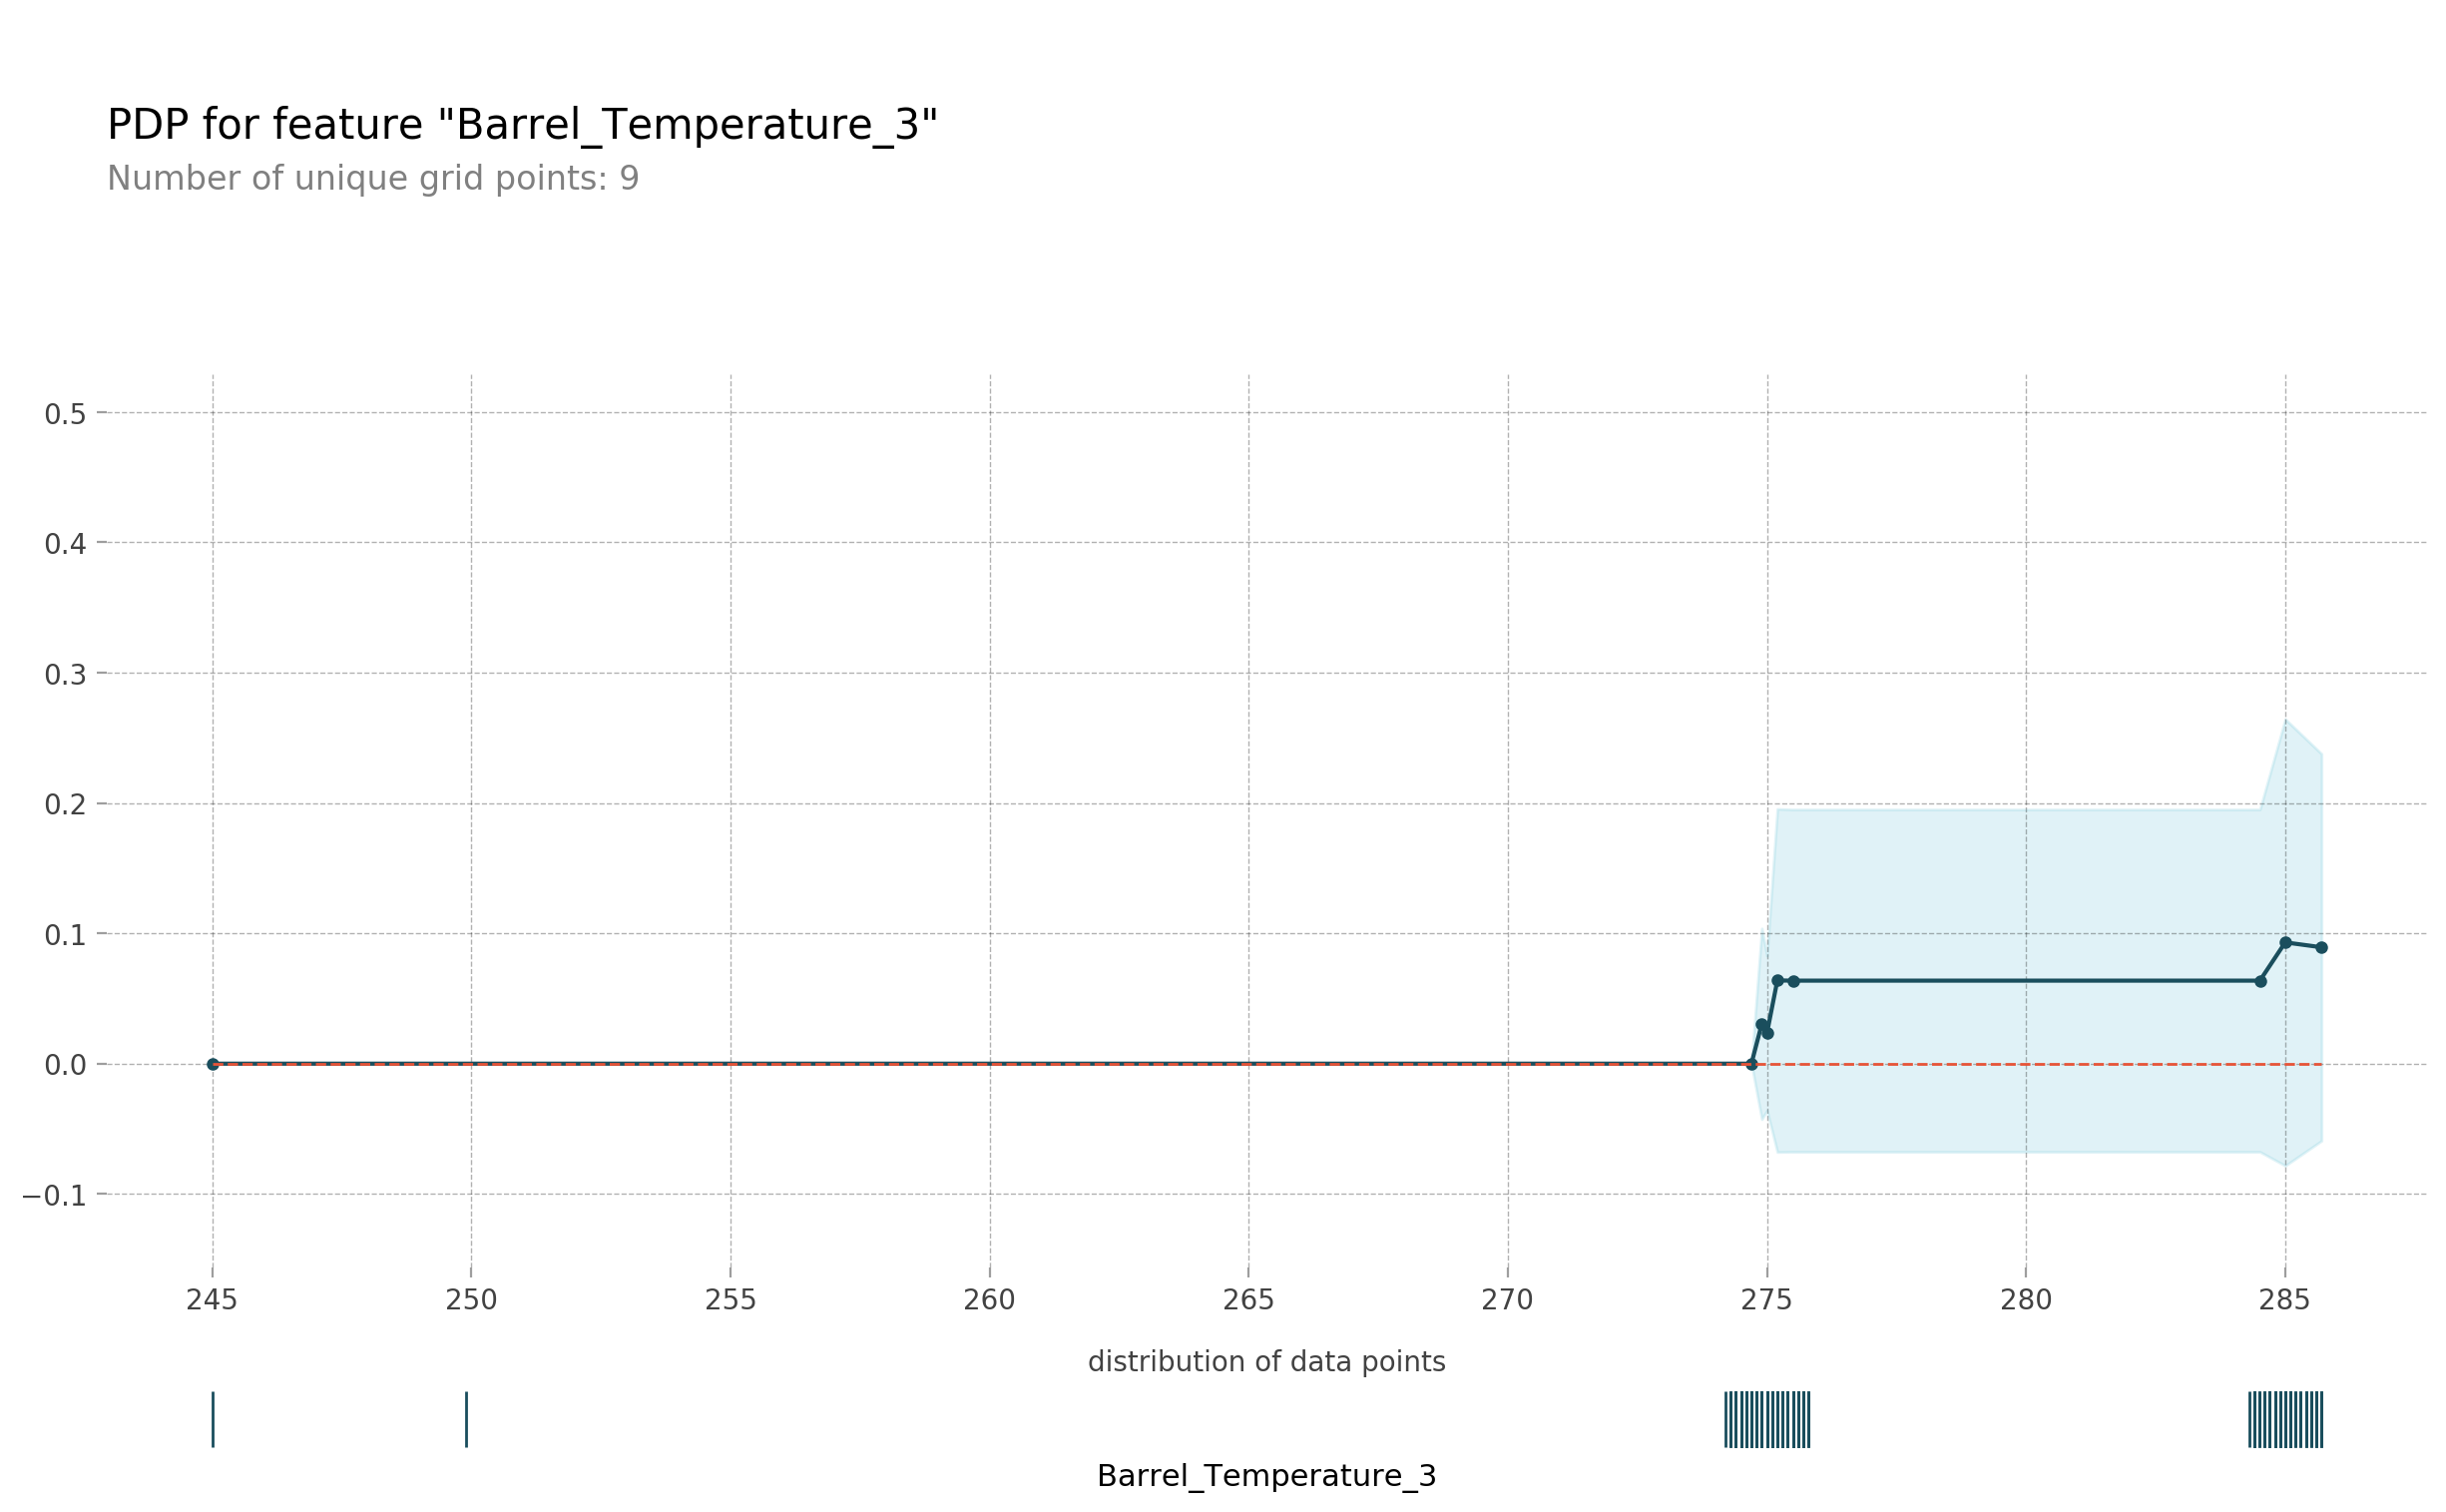 PDP for feature "Barrel_Temperature_3"
Number of unique grid points: 9
0.5
0.4
0.3
0.2
0.1
0.0
−0.1
245 250 255 260 265 270 275 280 285
distribution of data points
Barrel_Temperature_3